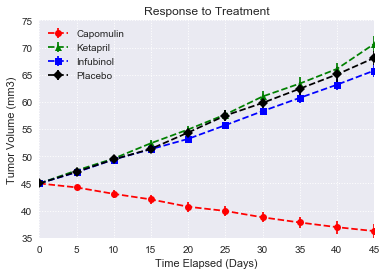 Response to Treatment
75
70
65
60
55
50
45
40
35
Tumor Volume (mm3)
Capomulin
Ketapril
Infubinol
Placebo
0 5 10 15 20 25 30 35 40 45
Time Elapsed (Days)